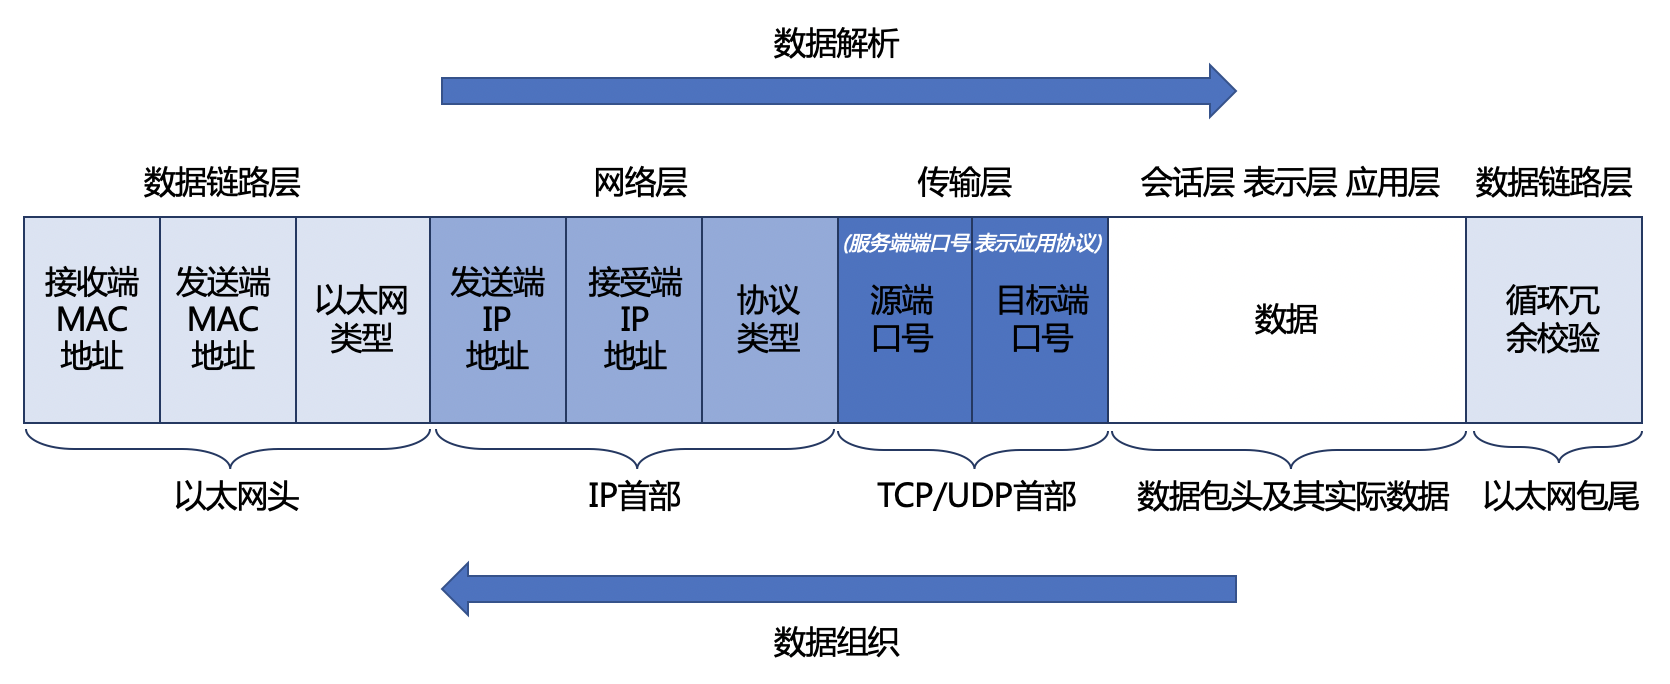 数据解析
数据链路层 网络层 传输层 会话层 表示层 应用层 数据链路层
接收端
MAC
地址
发送端
MAC
地址
以太网
类型
发送端
IP
地址
接受端
IP
地址
协议
类型
(服务端端口号 表示应用协议)
源端
口号
目标端
口号
数据
循环冗
余校验
以太网头 IP首部 TCP/UDP首部 数据包头及其实际数据 以太网包尾
数据组织